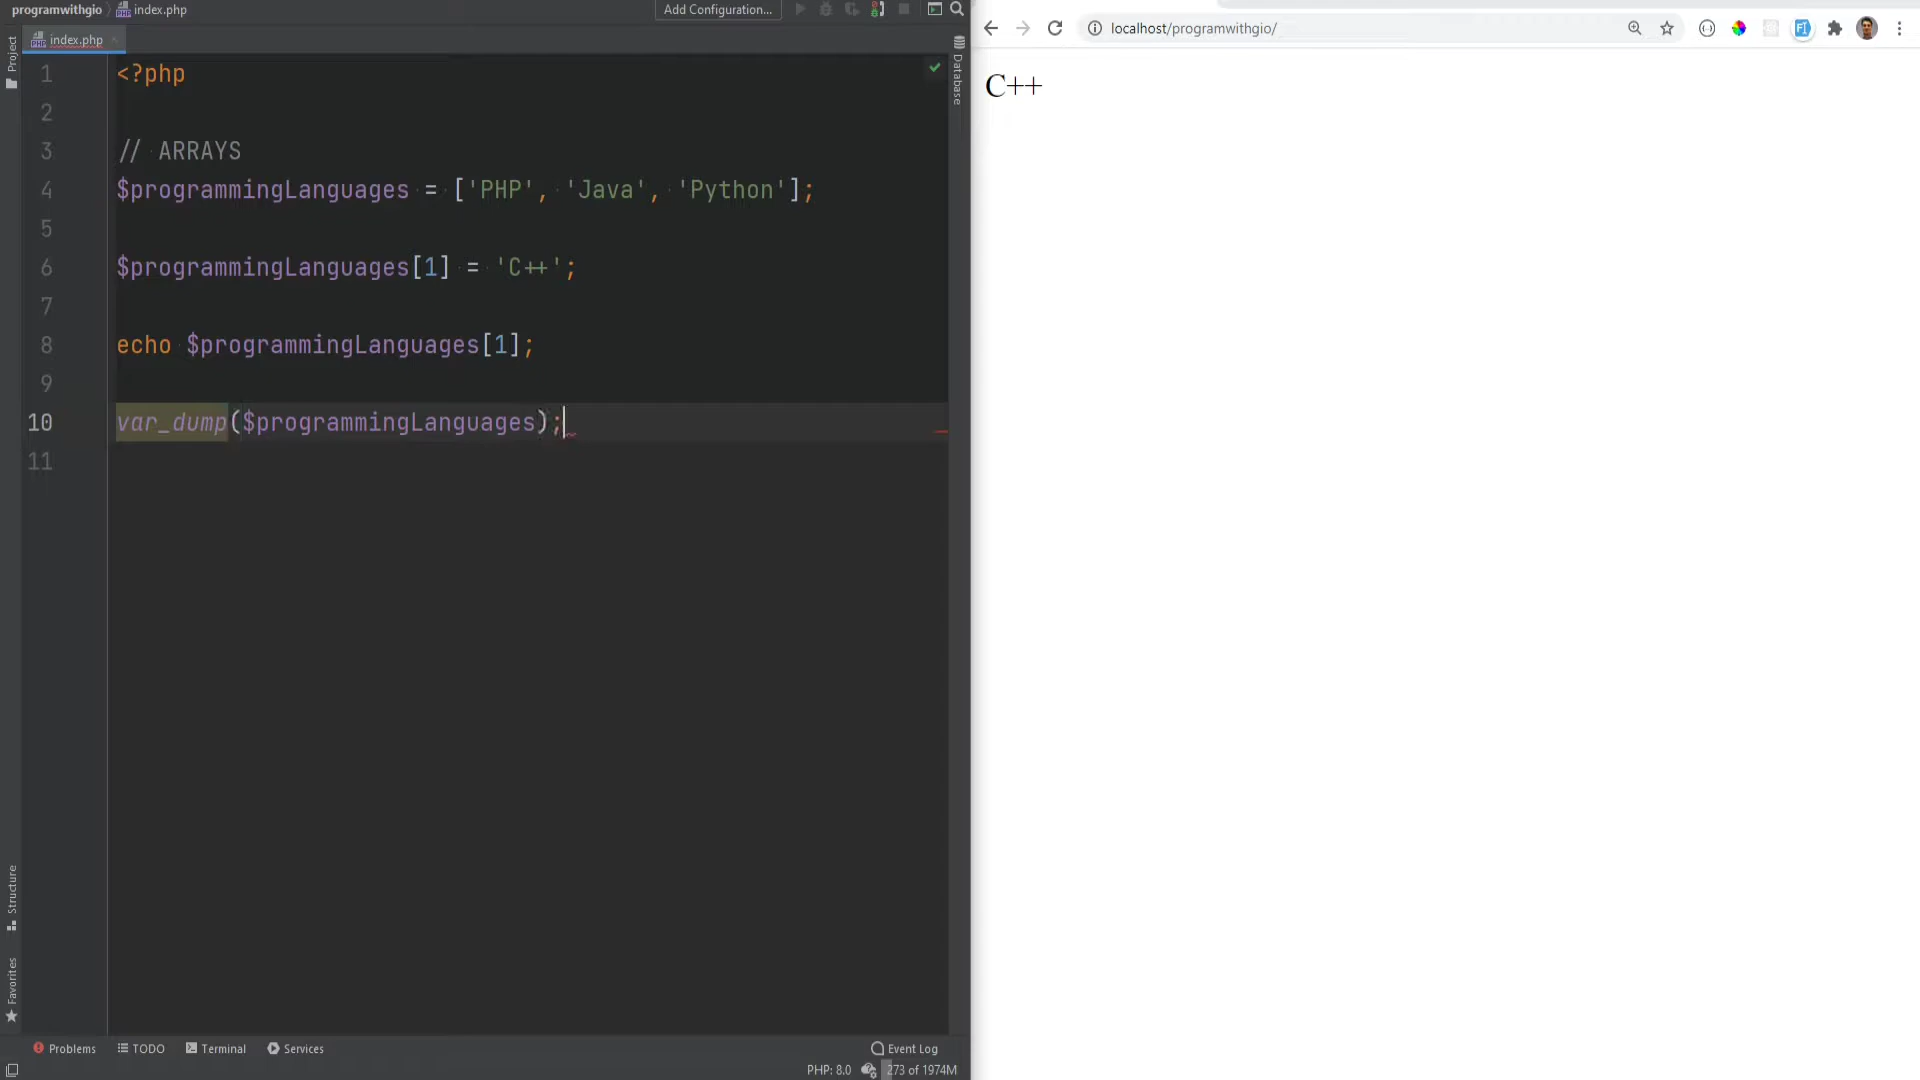 programwithgio
index.php
Add Configuration...
localhost/programwithgio/
index.php
Project
Database
1 <?php
2
3 // ARRAYS
4 $programmingLanguages = ['PHP', 'Java', 'Python'];
5
6 $programmingLanguages[1] = 'C++';
7
8 echo $programmingLanguages[1];
9
10 var_dump($programmingLanguages);
11
C++
Structure
Favorites
Problems
TODO
Terminal
Services
Event Log
PHP: 8.0
273 of 1974M